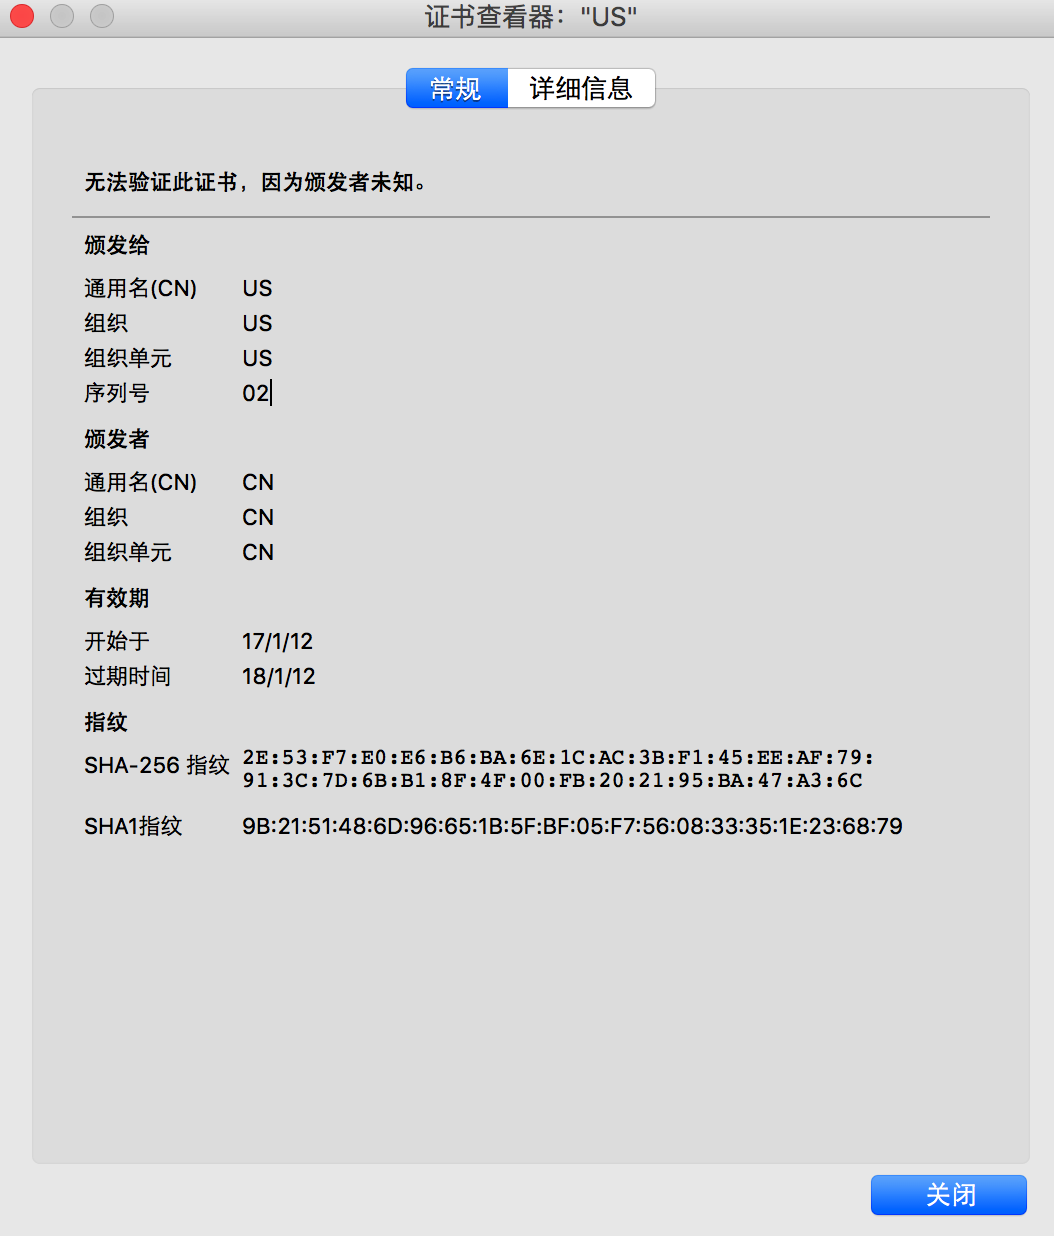 证书查看器："US"
常规 详细信息
无法验证此证书，因为颁发者未知。
颁发给
通用名(CN) US
组织 US
组织单元 US
序列号 02
颁发者
通用名(CN) CN
组织 CN
组织单元 CN
有效期
开始于 17/1/12
过期时间 18/1/12
指纹
SHA-256 指纹 2E:53:F7:E0:E6:B6:BA:6E:1C:AC:3B:F1:45:EE:AF:79:
91:3C:7D:6B:B1:8F:4F:00:FB:20:21:95:BA:47:A3:6C
SHA1指纹 9B:21:51:48:6D:96:65:1B:5F:BF:05:F7:56:08:33:35:1E:23:68:79
关闭